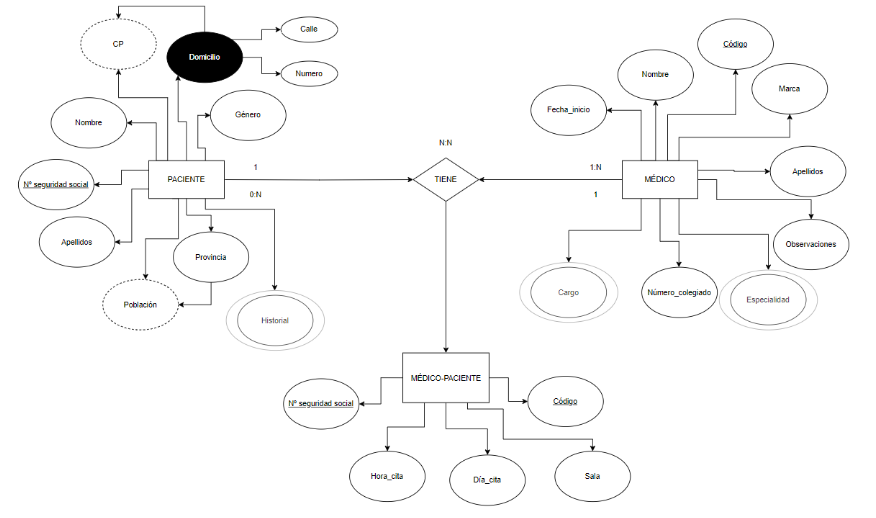 Calle
CP
Domicilio
Numero
Código
Nombre
Marca
Fecha_inicio
Género
Nombre
N:N
1
1:N
PACIENTE
TIENE
MÉDICO
Apellidos
Nº seguridad social
0:N
1
Apellidos
Provincia
Observaciones
Población
Historial
Cargo
Número_colegiado
Especialidad
MÉDICO-PACIENTE
Nº seguridad social
Código
Hora_cita
Día_cita
Sala